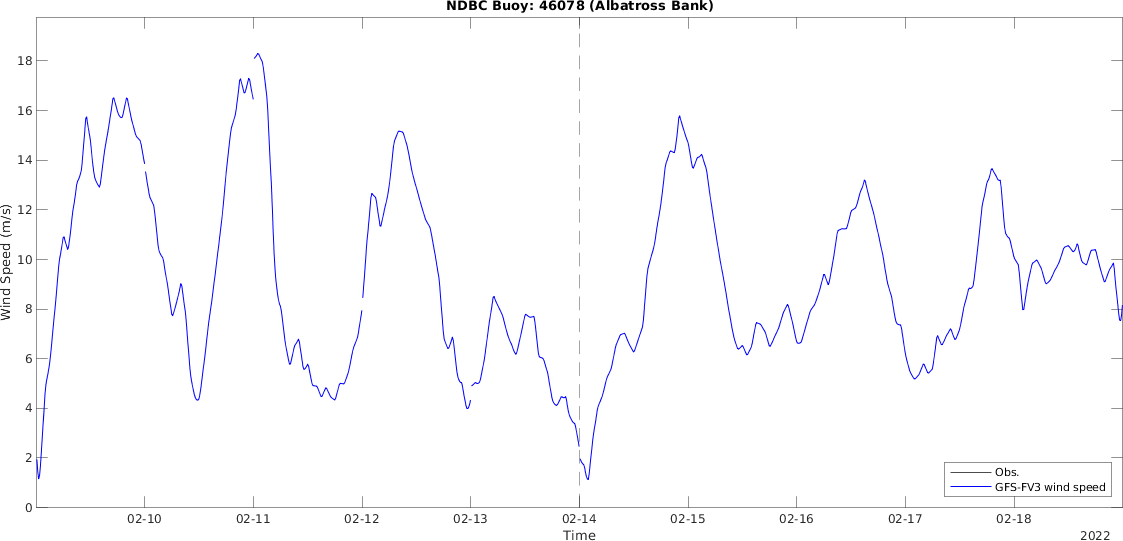 NDBC Buoy: 46078 (Albatross Bank)
Wind Speed (m/s)
18
16
14
12
10
8
6
4
2
0
02-10 02-11 02-12 02-13 02-14 02-15 02-16 02-17 02-18
Time
2022
Obs.
GFS-FV3 wind speed